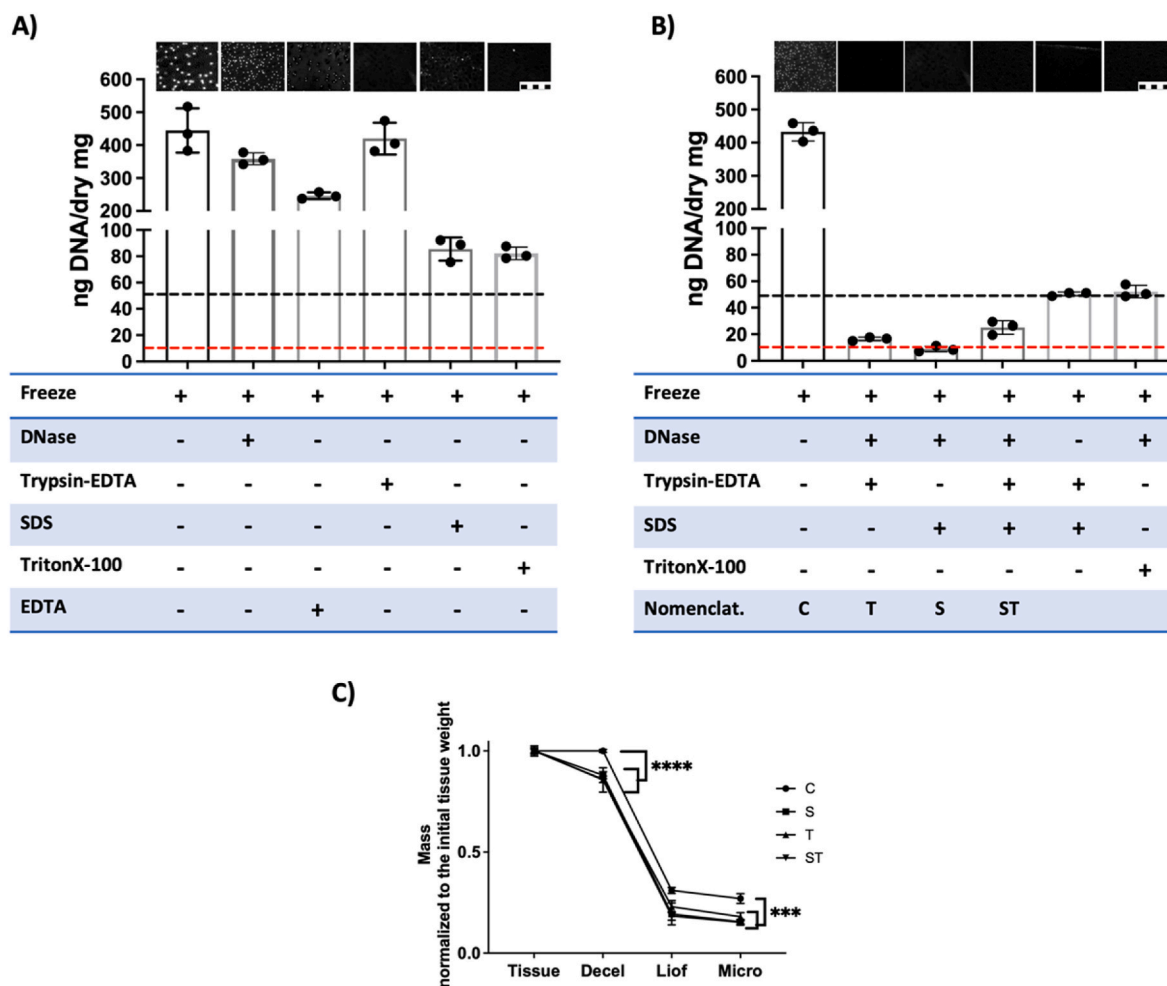 A)
600
500
400
300
200
100
80
60
40
20
0
ng DNA/dry mg
Freeze + + + + + +
DNase - + - - - -
Trypsin-EDTA - - - + - -
SDS - - - - + -
TritonX-100 - - - - - +
EDTA - - + - - -
B)
600
500
400
300
200
100
80
60
40
20
0
ng DNA/dry mg
Freeze + + + + + +
DNase - + + + - +
Trypsin-EDTA - + - + + -
SDS - - + + + -
TritonX-100 - - - - - +
Nomenclat. C T S ST
C)
Mass
normalized to the initial tissue weight
1.0
0.5
0.0
****
***
C
S
T
ST
Tissue Decel Liof Micro